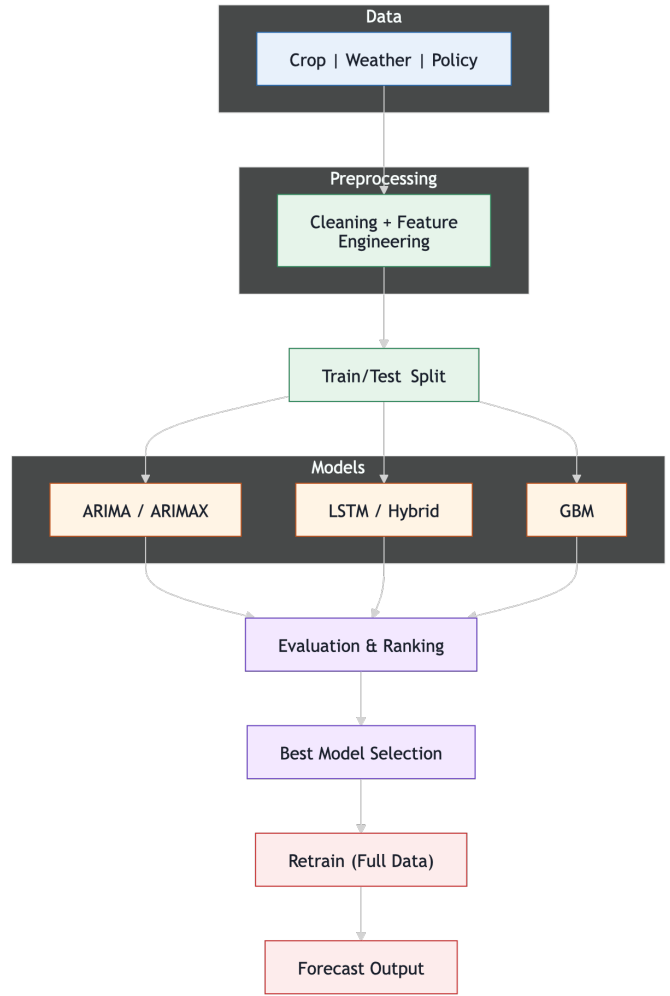 Data
Crop | Weather | Policy
Preprocessing
Cleaning + Feature
Engineering
Train/Test Split
Models
ARIMA / ARIMAX
LSTM / Hybrid
GBM
Evaluation & Ranking
Best Model Selection
Retrain (Full Data)
Forecast Output